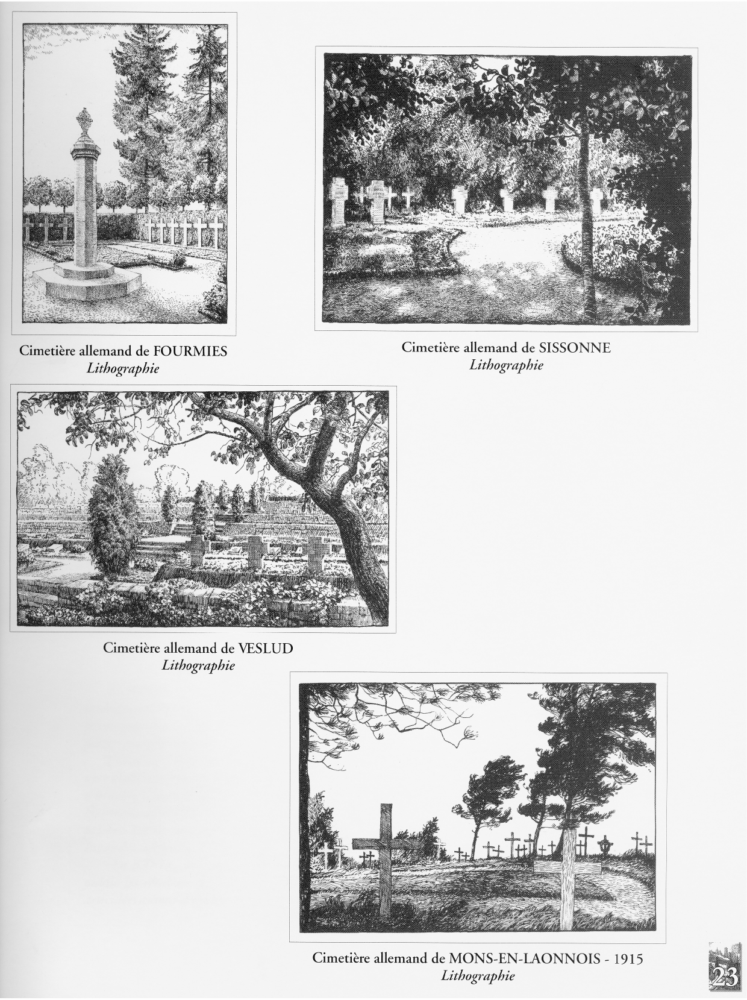 Cimetière allemand de FOURMIES
Lithographie
Cimetière allemand de SISSONNE
Lithographie
Cimetière allemand de VESLUD
Lithographie
Cimetière allemand de MONS-EN-LAONNOIS - 1915
Lithographie
23